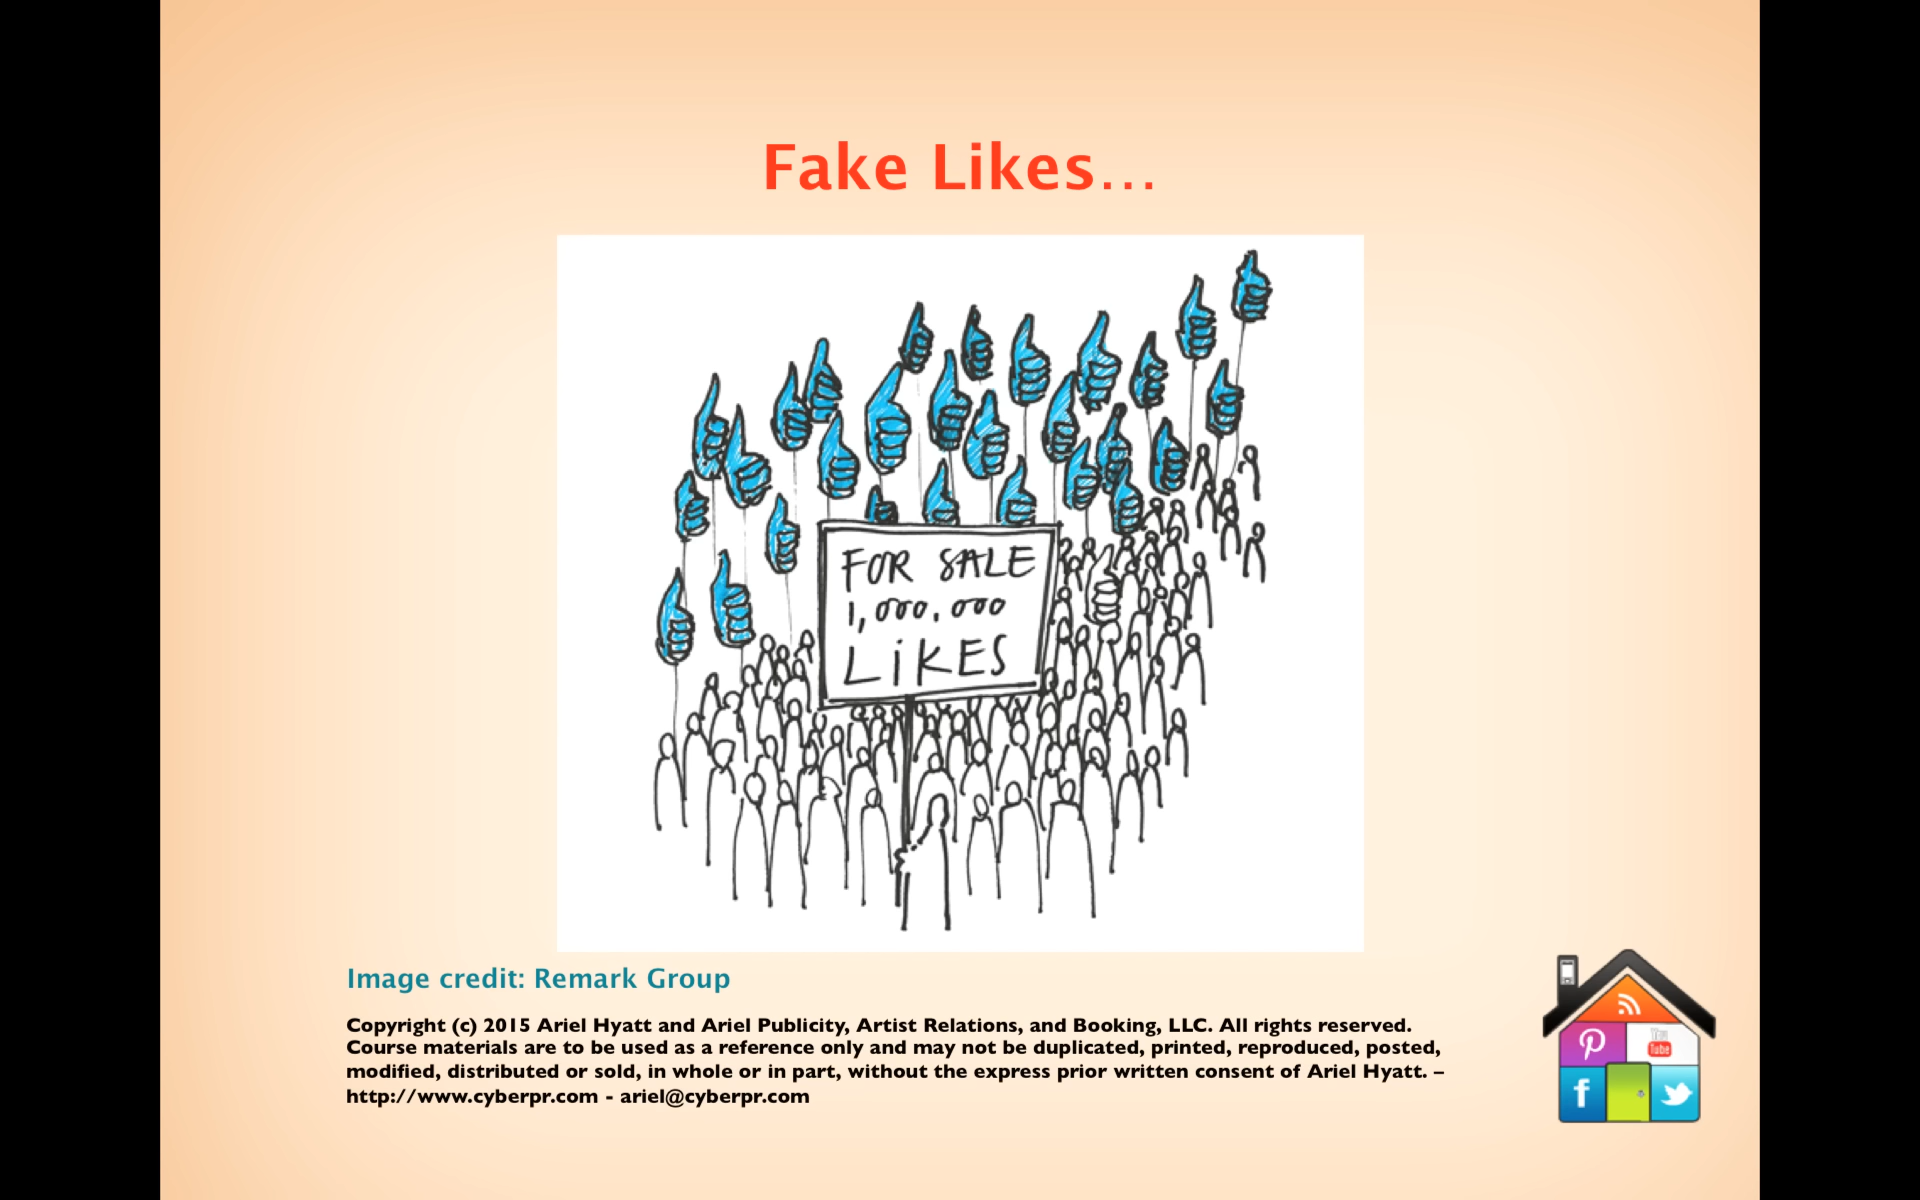 Fake Likes...
FOR SALE
1,000.000
LiKES
Image credit: Remark Group
Copyright (c) 2015 Ariel Hyatt and Ariel Publicity, Artist Relations, and Booking, LLC. All rights reserved.
Course materials are to be used as a reference only and may not be duplicated, printed, reproduced, posted,
modified, distributed or sold, in whole or in part, without the express prior written consent of Ariel Hyatt. –
http://www.cyberpr.com - ariel@cyberpr.com
You
Tube
f